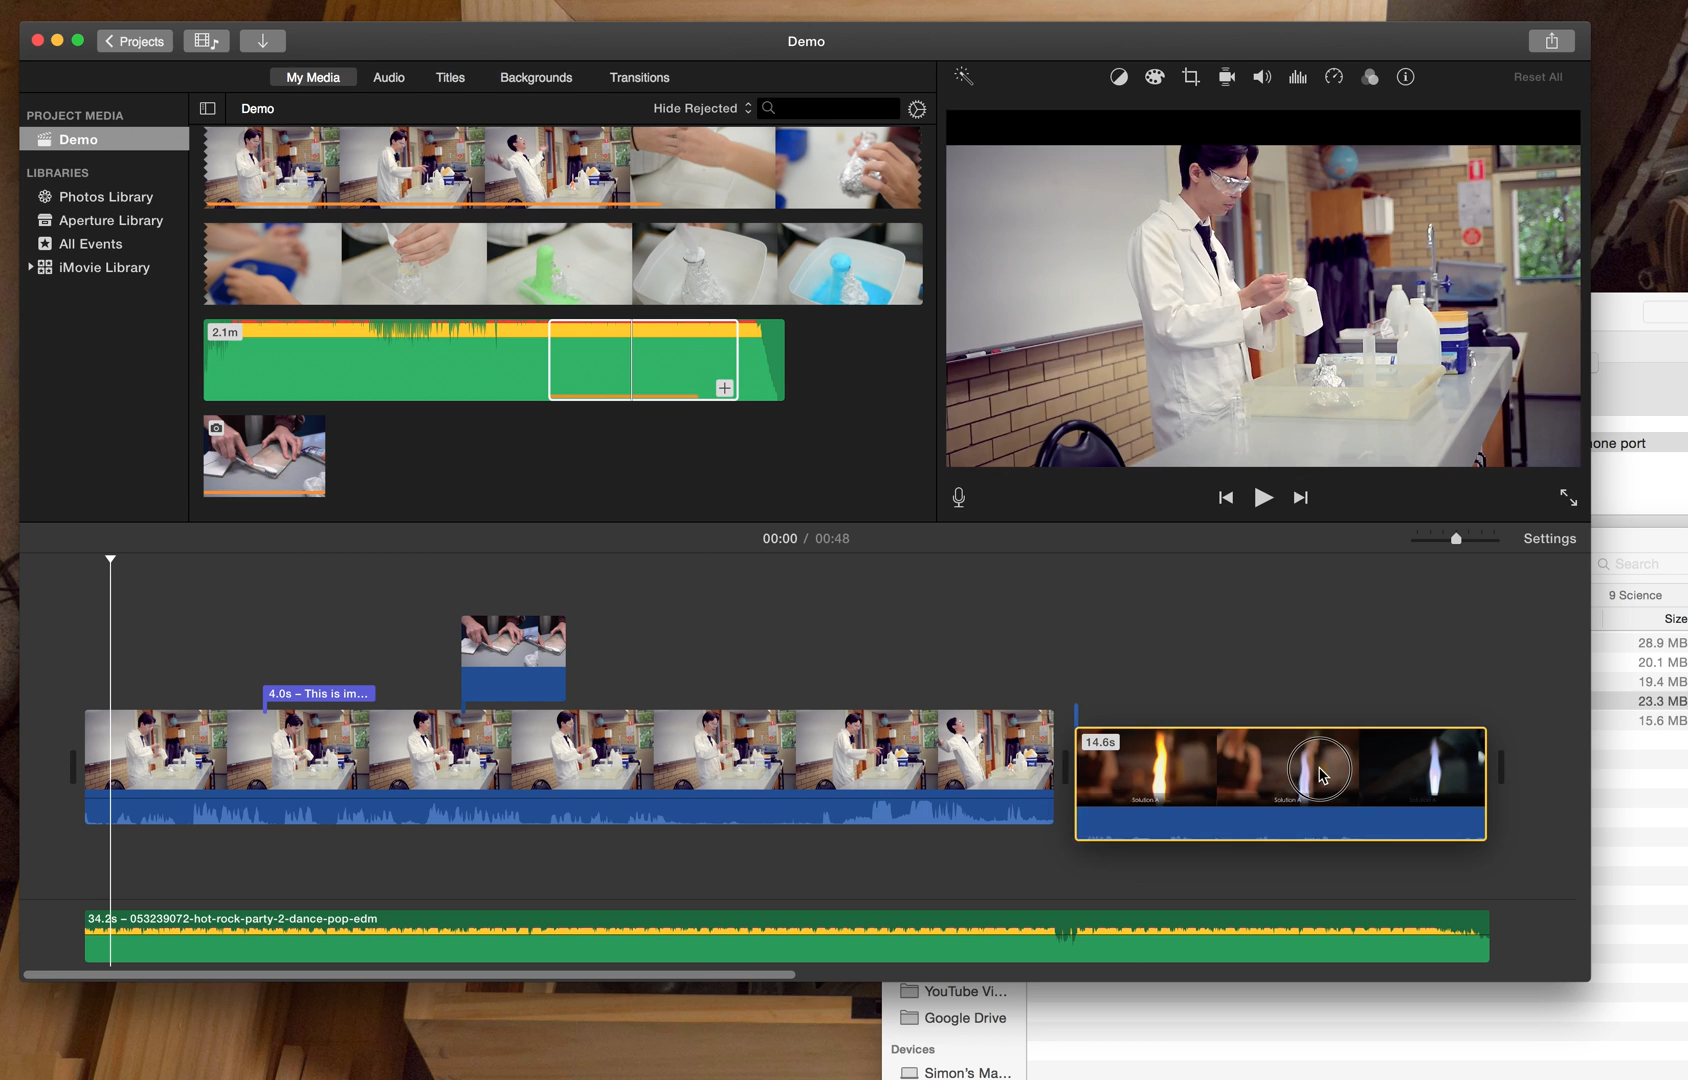 Projects
Demo
My Media
Audio
Titles
Backgrounds
Transitions
Reset All
PROJECT MEDIA
Demo
Hide Rejected
Demo
LIBRARIES
Photos Library
Aperture Library
All Events
iMovie Library
2.1m
one port
00:00 / 00:48
Settings
Search
9 Science
Size
28.9 MB
20.1 MB
19.4 MB
23.3 MB
15.6 MB
4.0s – This is im...
14.6s
Solution A
Solution A
Solution A
34.2s – 053239072-hot-rock-party-2-dance-pop-edm
YouTube Vi...
Google Drive
Devices
Simon's Ma...